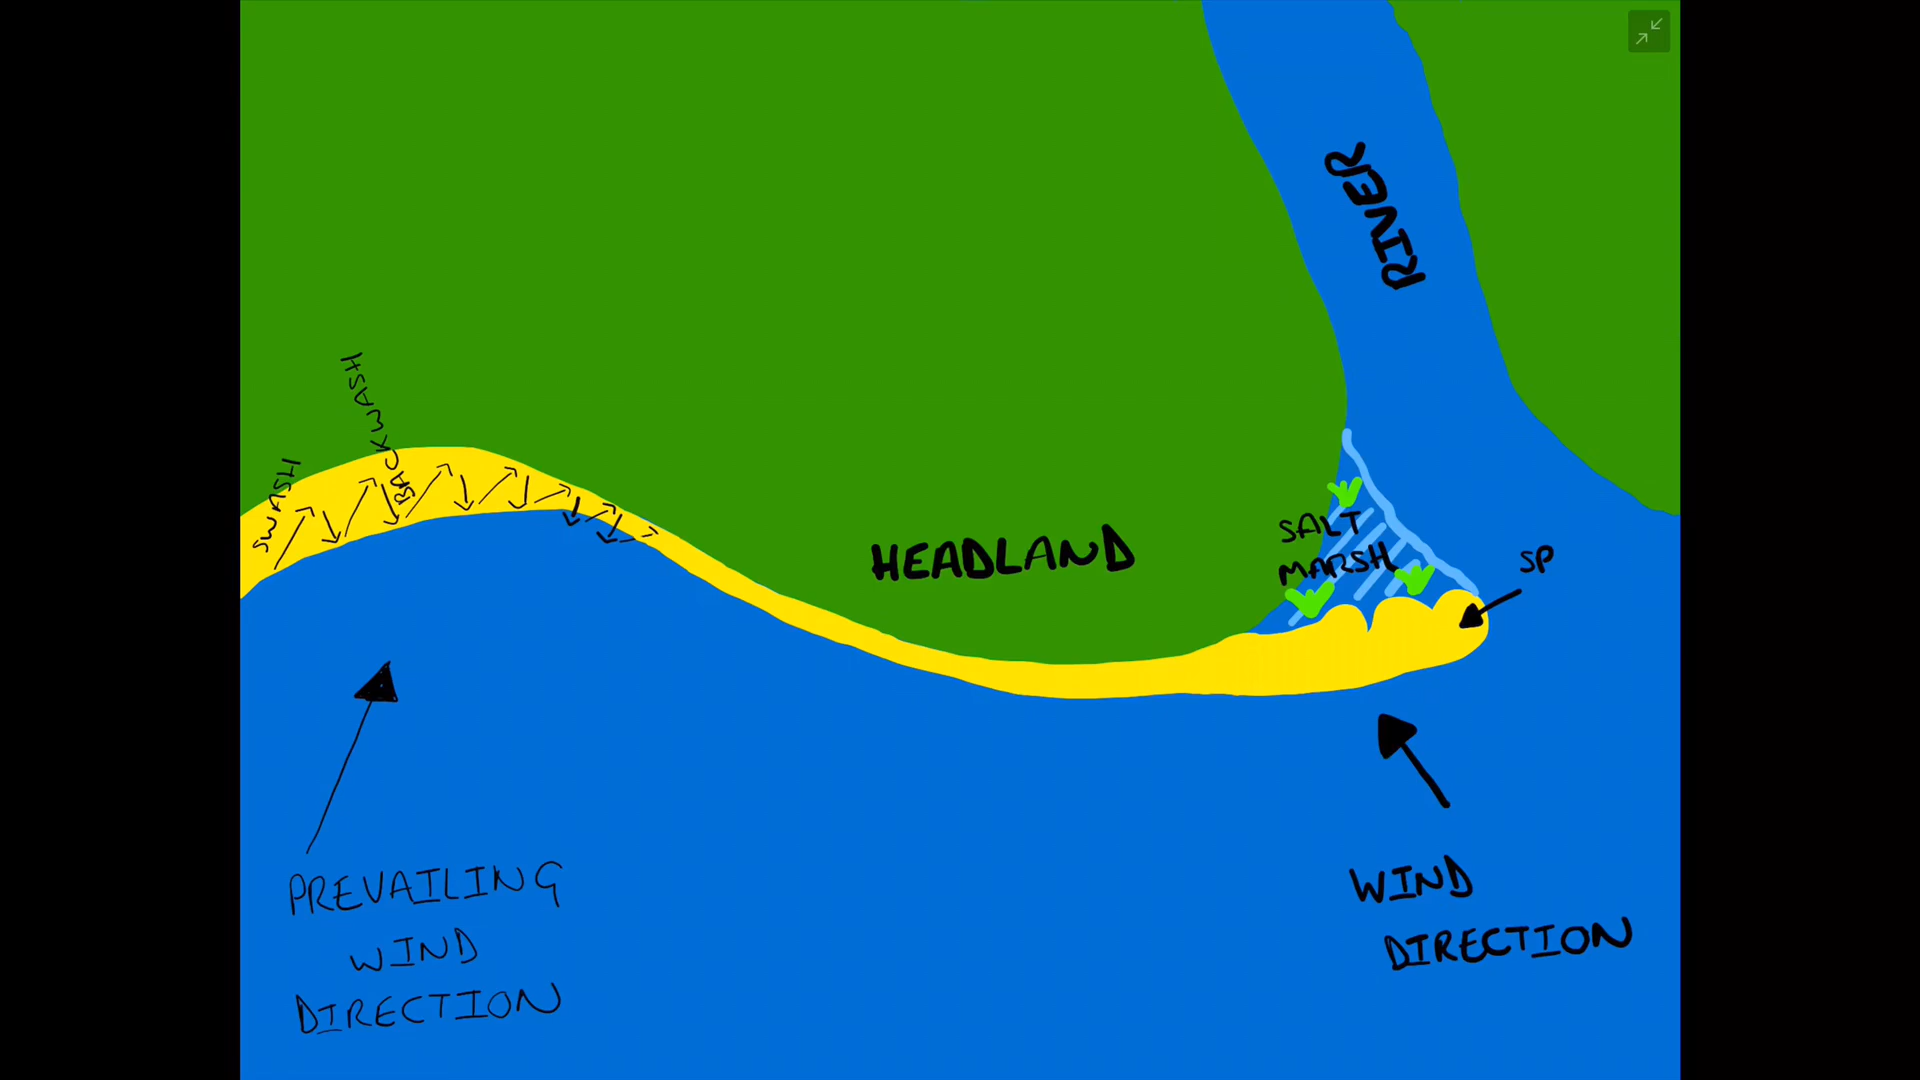 RIVER
BACKWASH
SWASH
HEADLAND
SALT
MARSH
SP
PREVAILING
WIND
DIRECTION
WIND
DIRECTION